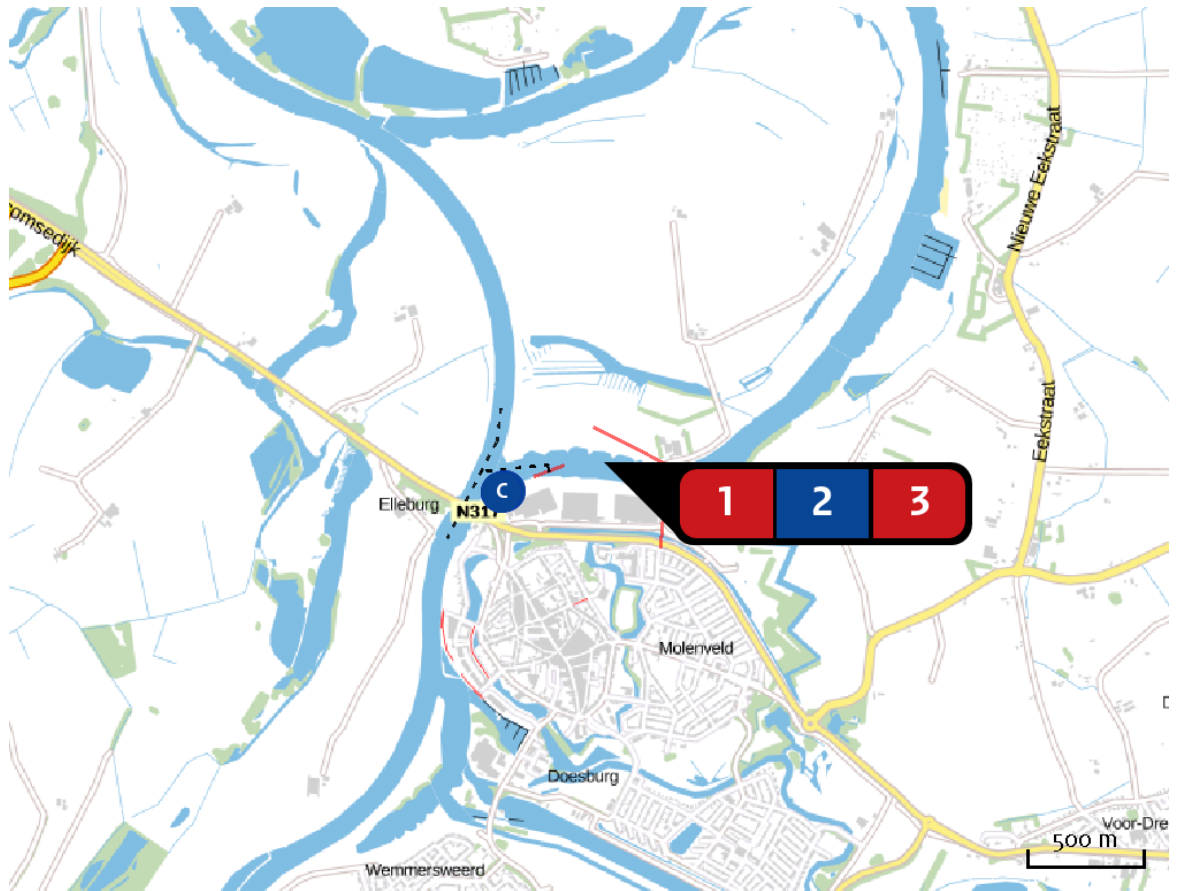 omsedijk
Nieuwe Eekstraat
Eekstraat
Elleburg
N317
C
1 2 3
Molenveld
Doesburg
Voor-Dre
500 m
Wemmersweerd